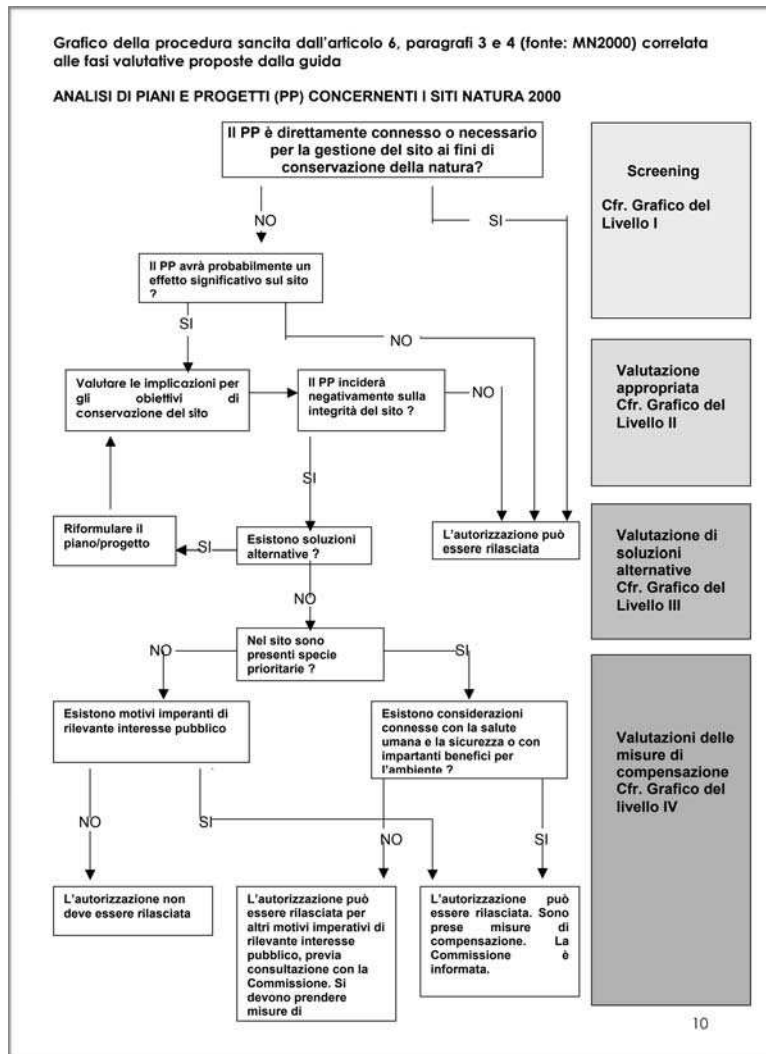 Grafico della procedura sancita dall'articolo 6, paragrafi 3 e 4 (fonte: MN2000) correlata
alle fasi valutative proposte dalla guida
ANALISI DI PIANI E PROGETTI (PP) CONCERNENTI I SITI NATURA 2000
Il PP è direttamente connesso o necessario
per la gestione del sito ai fini di
conservazione della natura?
Screening
Cfr. Grafico del
Livello I
NO
SI
Il PP avrà probabilmente un
effetto significativo sul sito
?
SI
NO
Valutare le implicazioni per
gli obiettivi di
conservazione del sito
Il PP inciderà
negativamente sulla
integrità del sito ?
NO
Valutazione
appropriata
Cfr. Grafico del
Livello II
SI
Riformulare il
piano/progetto
SI
Esistono soluzioni
alternative ?
L'autorizzazione può
essere rilasciata
Valutazione di
soluzioni
alternative
Cfr. Grafico del
Livello III
NO
Nel sito sono
presenti specie
prioritarie ?
NO
SI
Esistono motivi imperanti di
rilevante interesse pubblico
Esistono considerazioni
connesse con la salute
umana e la sicurezza o con
impartanti benefici per
l'ambiente ?
Valutazioni delle
misure di
compensazione
Cfr. Grafico del
livello IV
NO
SI
NO
SI
L'autorizzazione non
deve essere rilasciata
L'autorizzazione può
essere rilasciata per
altri motivi imperativi di
rilevante interesse
pubblico, previa
consultazione con la
Commissione. Si
devono prendere
misure di
L'autorizzazione può
essere rilasciata. Sono
prese misure di
compensazione. La
Commissione è
informata.
10